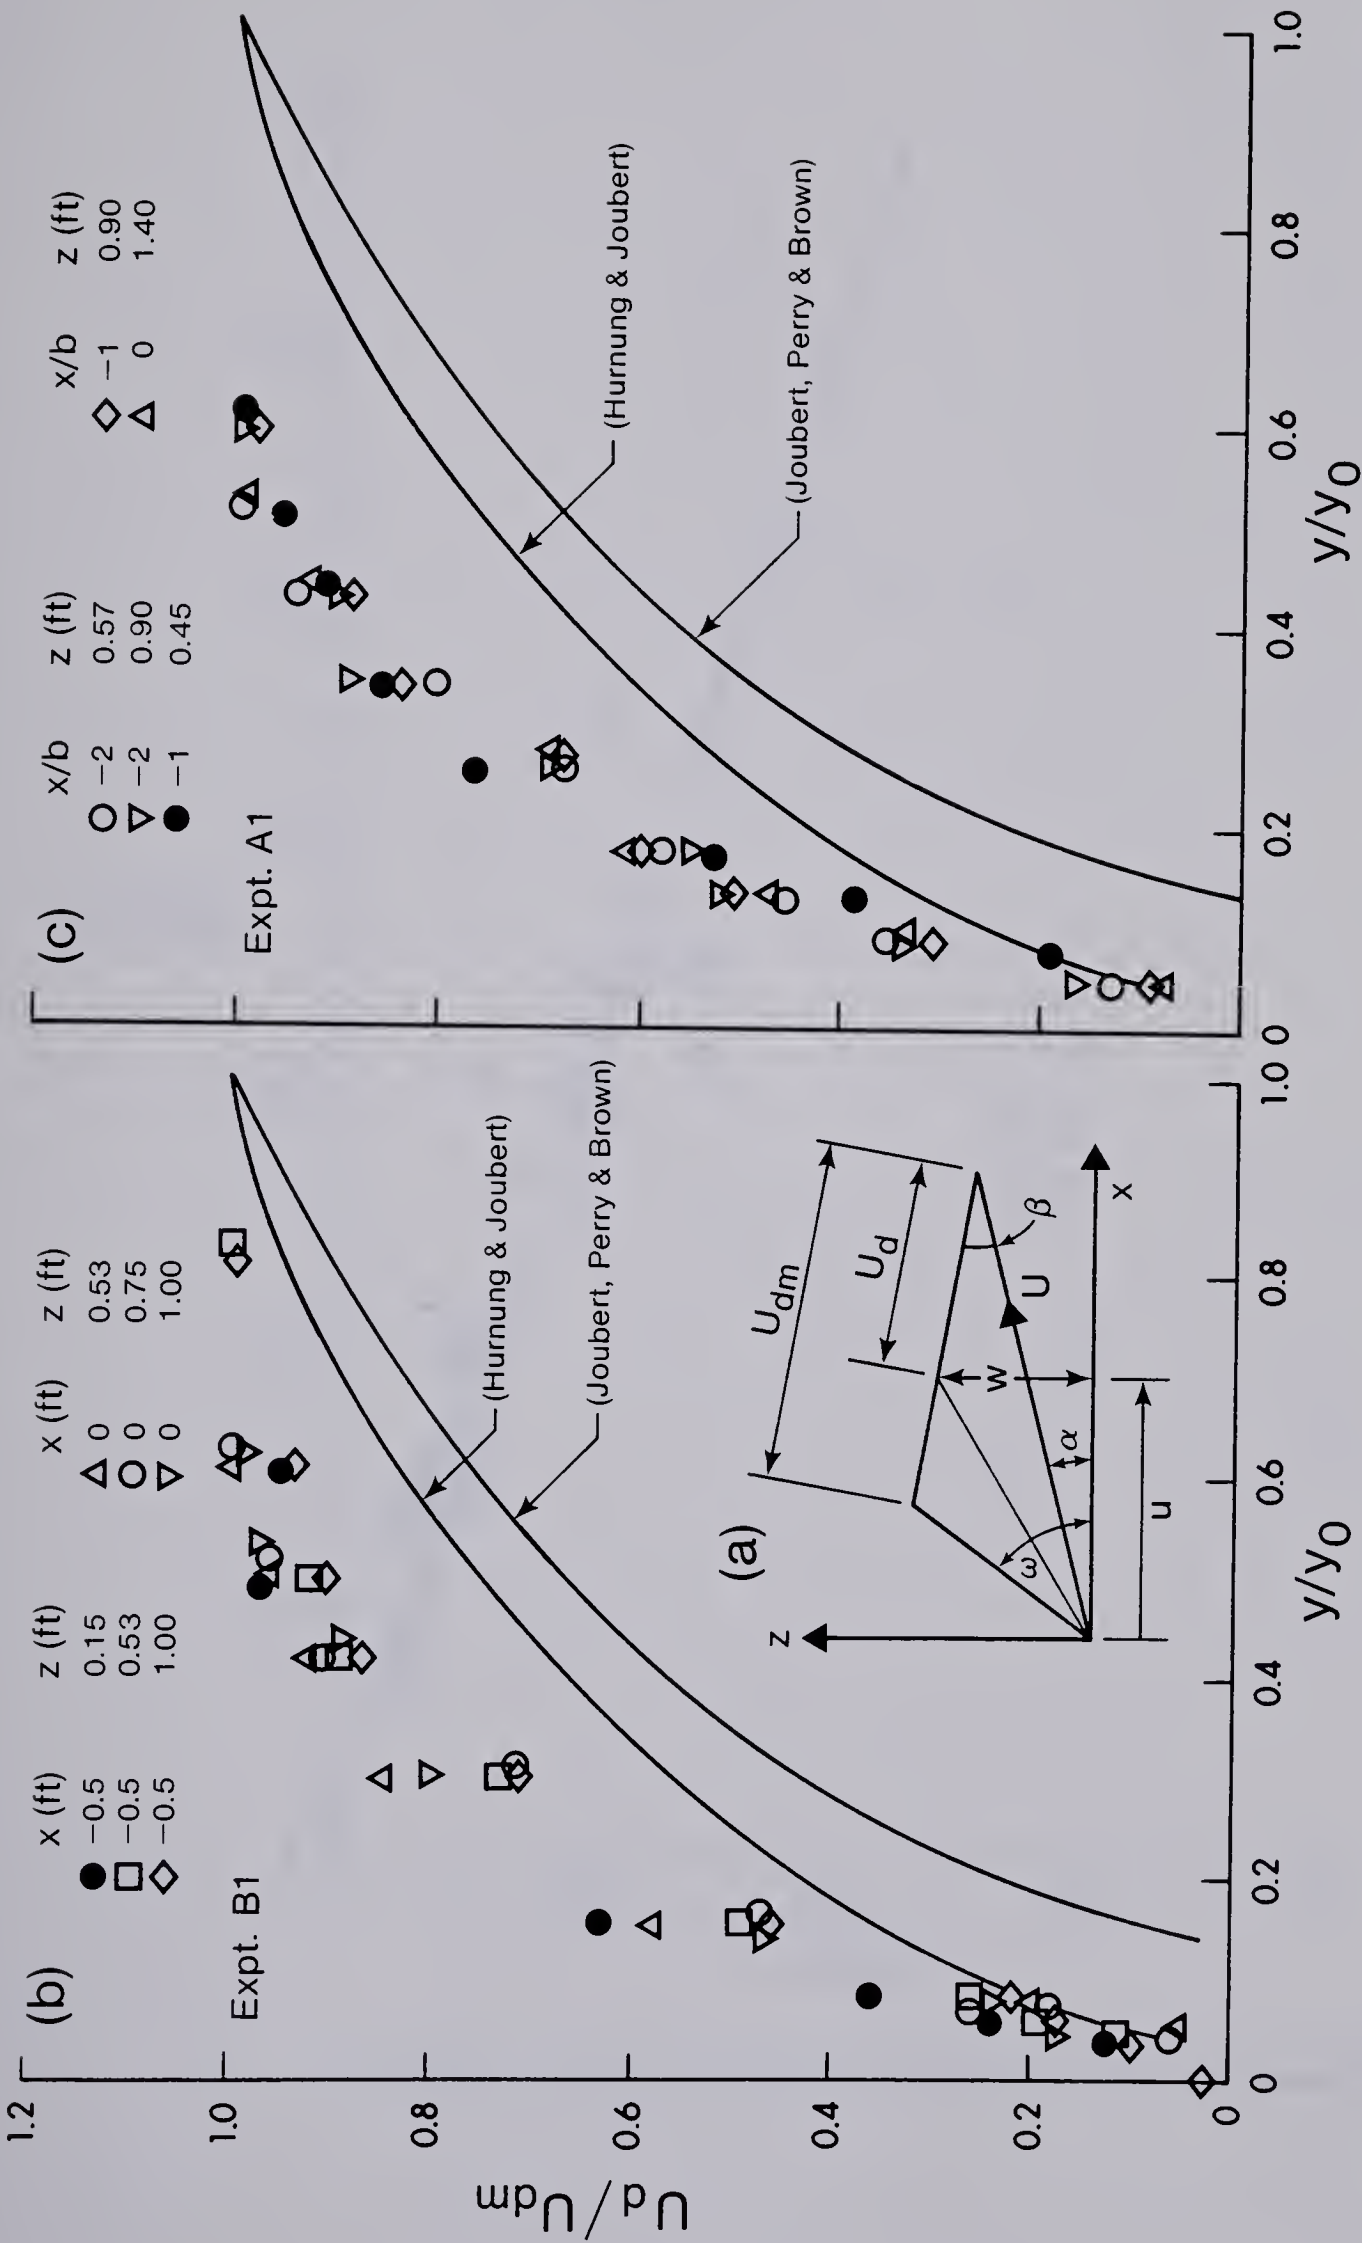 (b)
x (ft) z (ft) x (ft) z (ft)
● −0.5 0.15 △ 0 0.53
□ −0.5 0.53 ○ 0 0.75
◇ −0.5 1.00 ▽ 0 1.00
Expt. B1
(Hurnung & Joubert)
(Joubert, Perry & Brown)
1.2
1.0
0.8
0.6
0.4
0.2
0
U_d/U_dm
0
0.2
0.4
0.6
0.8
1.0
y/y_0
(a)
z
U_dm
U_d
β
U
w
α
ω
u
x
(c)
x/b z (ft) x/b z (ft)
○ −2 0.57 ◇ −1 0.90
▽ −2 0.90 △ 0 1.40
● −1 0.45
Expt. A1
(Hurnung & Joubert)
(Joubert, Perry & Brown)
0
0.2
0.4
0.6
0.8
1.0
y/y_0